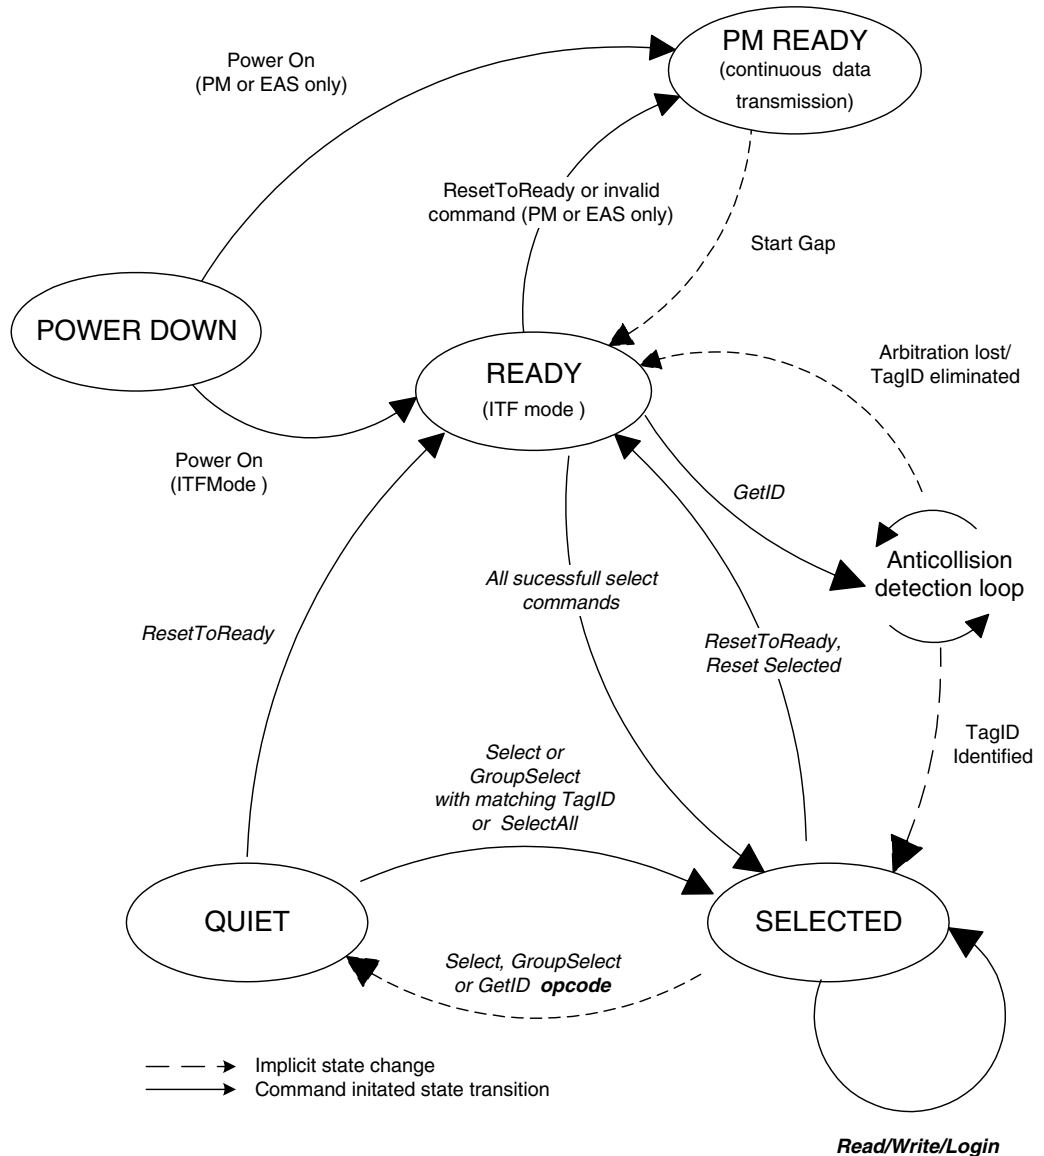 PM READY
(continuous data
transmission)
Power On
(PM or EAS only)
ResetToReady or invalid
command (PM or EAS only)
Start Gap
POWER DOWN
READY
(ITF mode )
Arbitration lost/
TagID eliminated
Power On
(ITFMode )
GetID
Anticollision
detection loop
All sucessfull select
commands
ResetToReady
ResetToReady,
Reset Selected
TagID
Identified
Select or
GroupSelect
with matching TagID
or SelectAll
QUIET
SELECTED
Select, GroupSelect
or GetID opcode
Implicit state change
Command initated state transition
Read/Write/Login